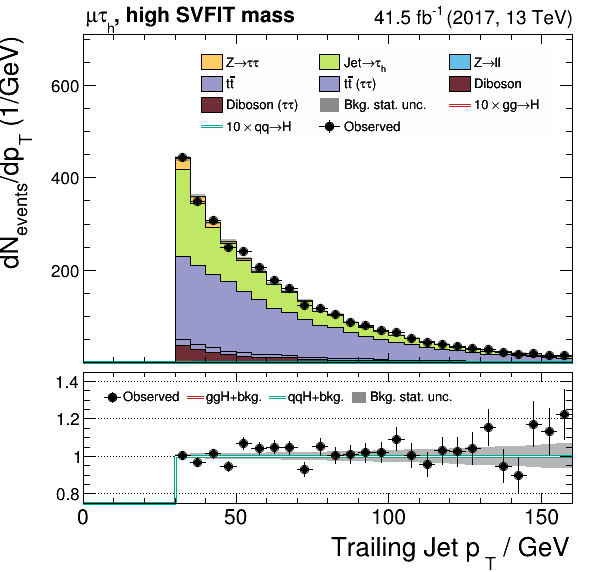 μτh, high SVFIT mass 41.5 fb⁻¹ (2017, 13 TeV)
dNevents/dpT (1/GeV)
600
400
200
Z→ττ Jet→τh Z→ll
tt̄ tt̄ (ττ) Diboson
Diboson (ττ) Bkg. stat. unc. 10 × gg→H
10 × qq→H Observed
1.4
1.2
1
0.8
Observed ggH+bkg. qqH+bkg. Bkg. stat. unc.
0 50 100 150
Trailing Jet pT / GeV